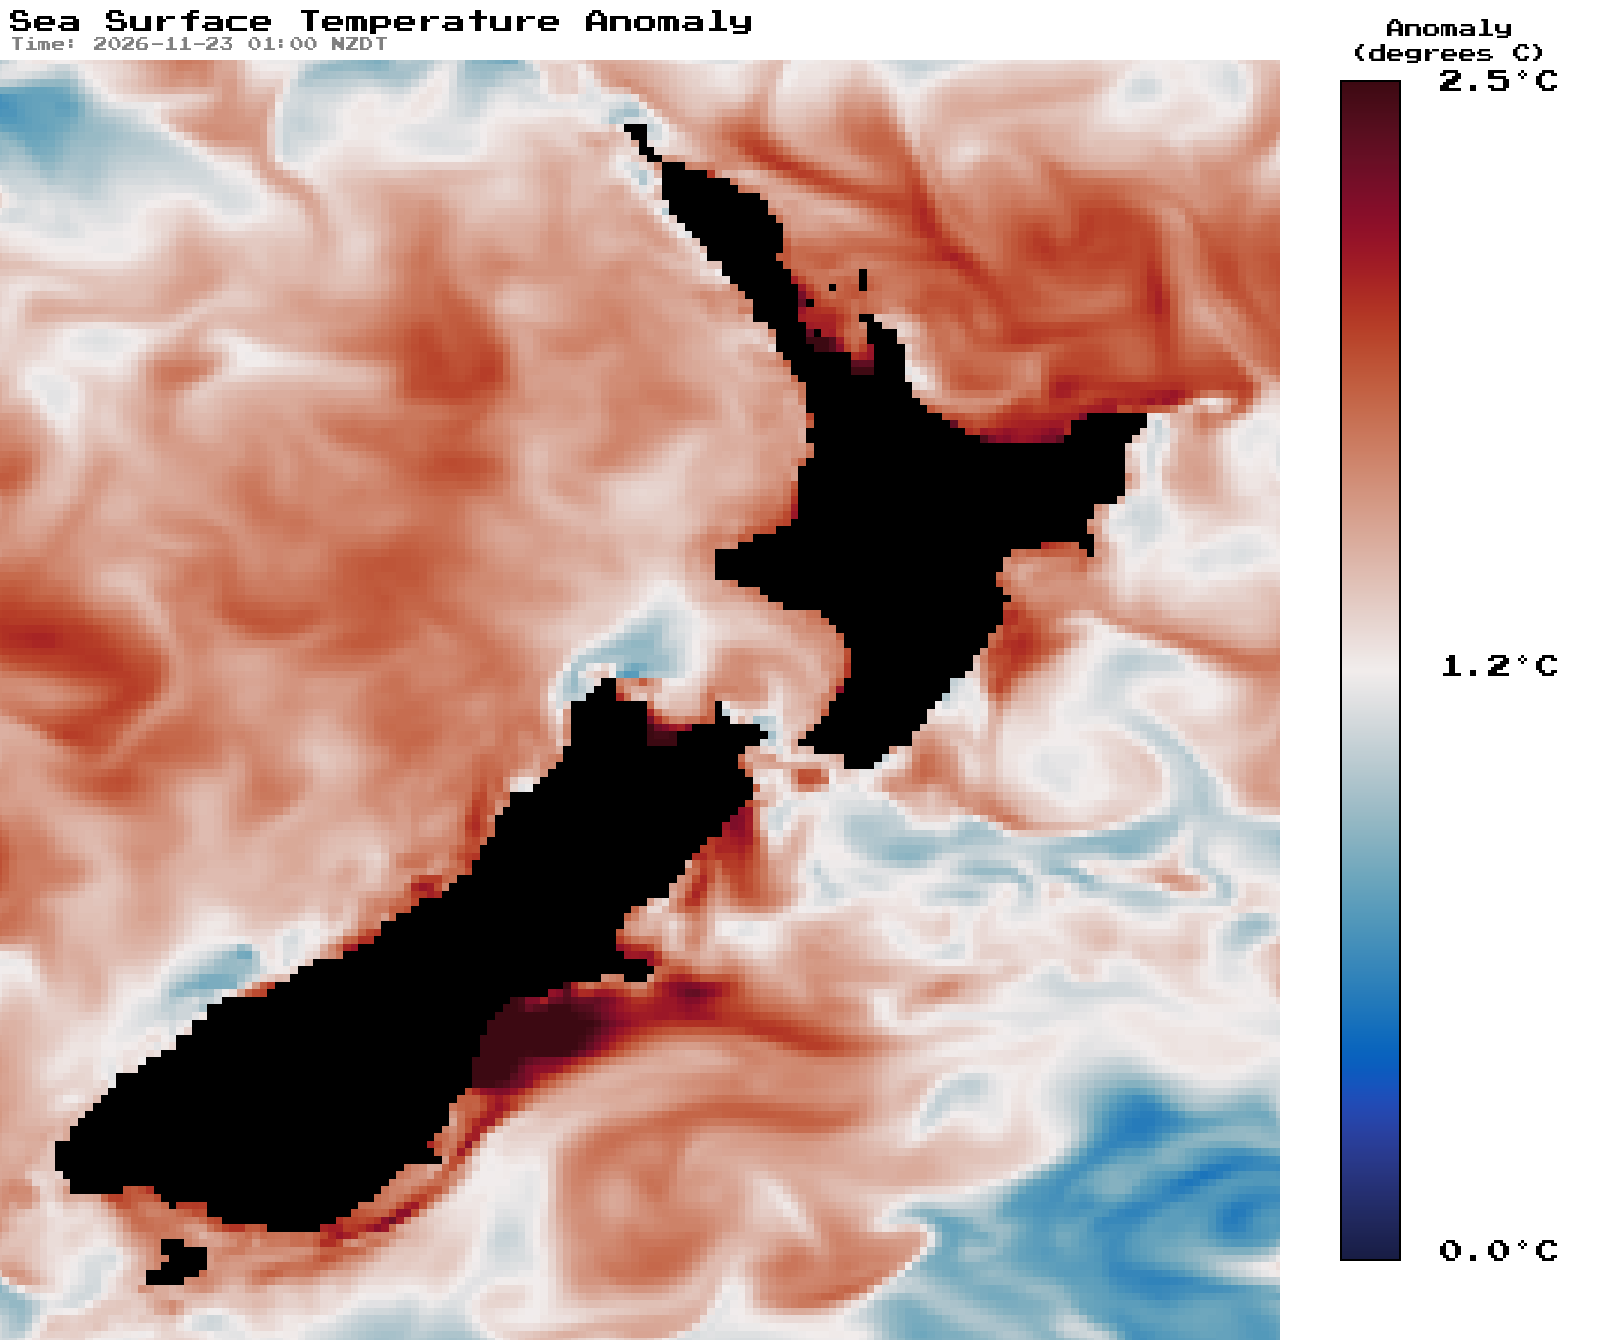 Sea Surface Temperature Anomaly
Time: 2026-11-23 01:00 NZDT
Anomaly
(degrees C)
2.5°C
1.2°C
0.0°C